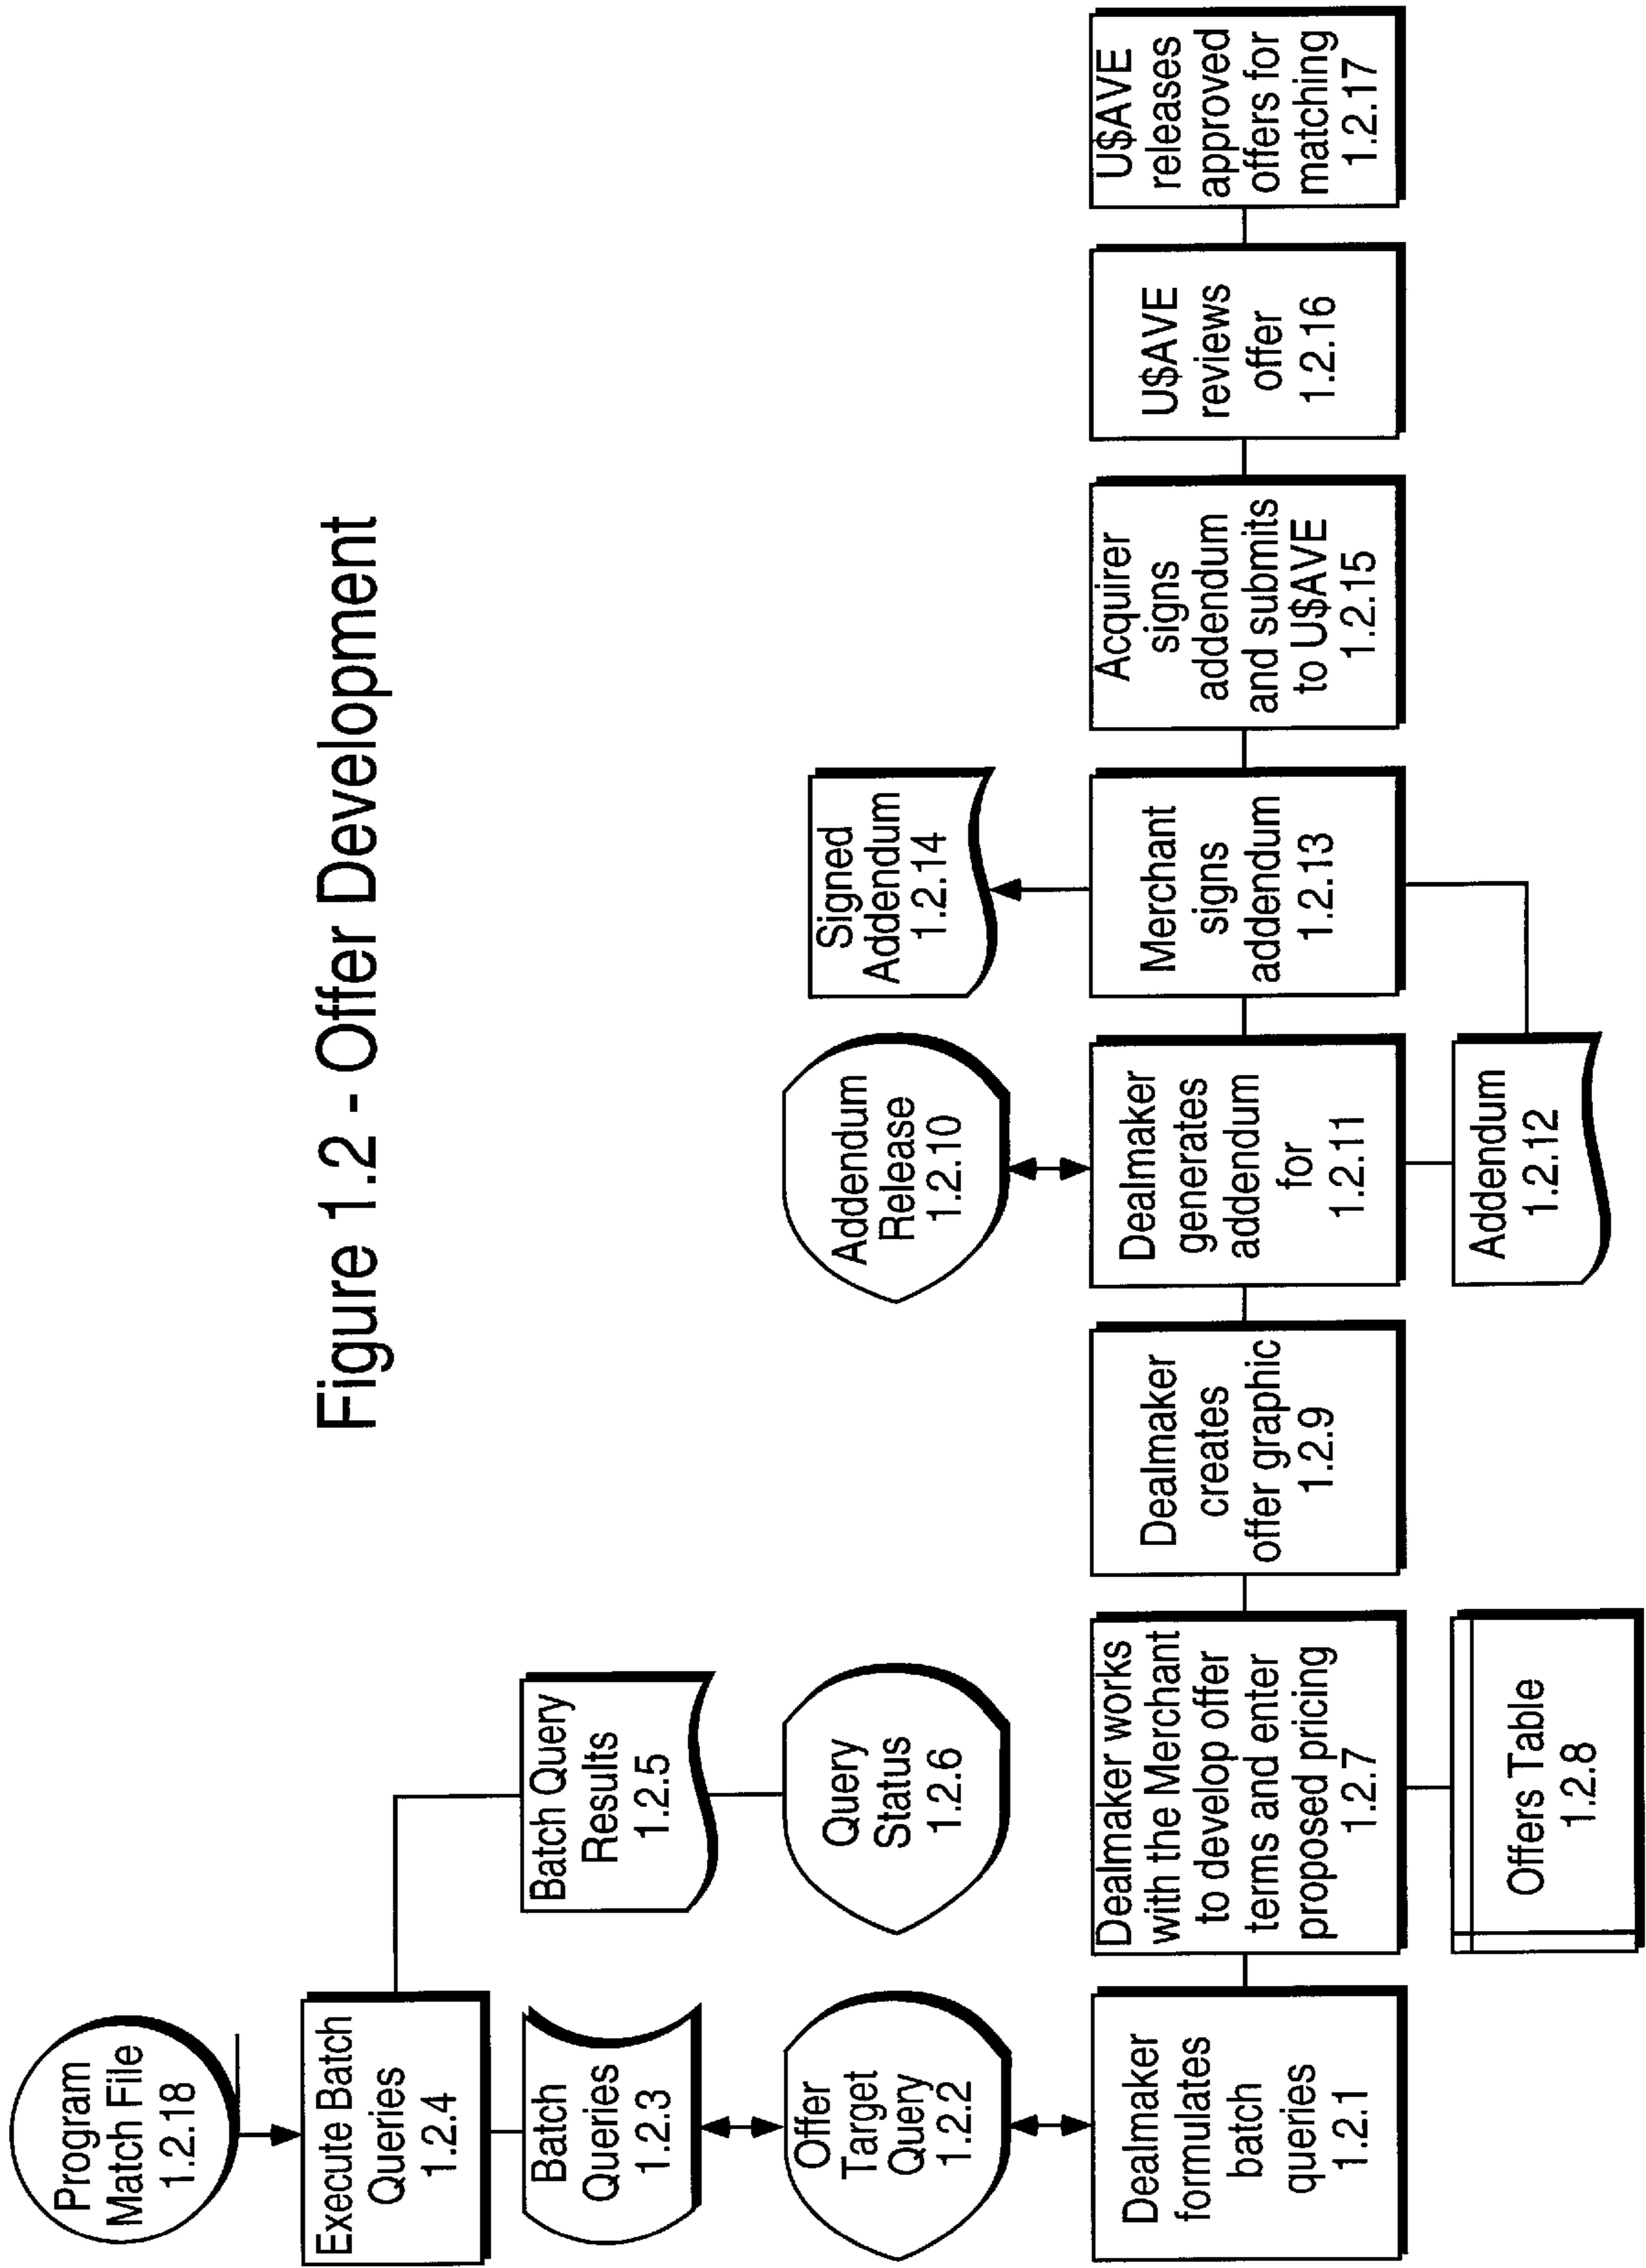 Figure 1.2 - Offer Development
Program
Match File
1.2.18
Execute Batch
Queries
1.2.4
Batch
Queries
1.2.3
Batch Query
Results
1.2.5
Offer
Target
Query
1.2.2
Query
Status
1.2.6
Addendum
Release
1.2.10
Signed
Addendum
1.2.14
Dealmaker
formulates
batch
queries
1.2.1
Dealmaker works
with the Merchant
to develop offer
terms and enter
proposed pricing
1.2.7
Dealmaker
creates
offer graphic
1.2.9
Dealmaker
generates
addendum
for
1.2.11
Merchant
signs
addendum
1.2.13
Acquirer
signs
addendum
and submits
to U$AVE
1.2.15
U$AVE
reviews
offer
1.2.16
U$AVE
releases
approved
offers for
matching
1.2.17
Offers Table
1.2.8
Addendum
1.2.12